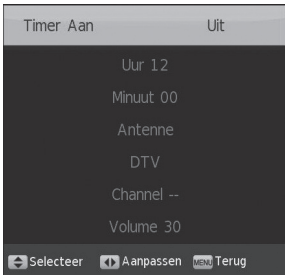 Timer Aan Uit
Uur 12
Minuut 00
Antenne
DTV
Channel --
Volume 30
Selecteer Aanpassen MENU Terug